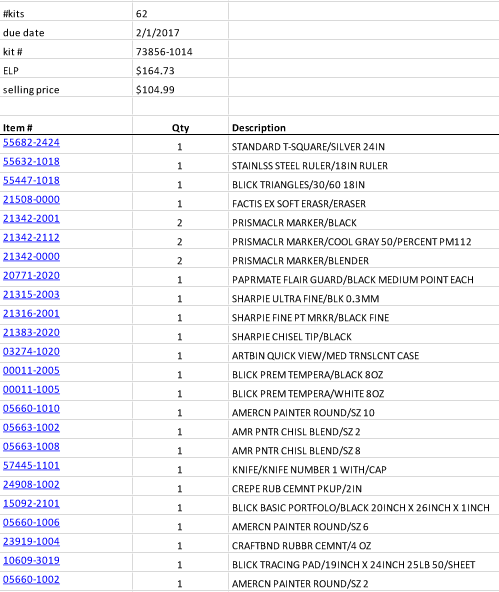 #kits 62
due date 2/1/2017
kit # 73856-1014
ELP $164.73
selling price $104.99
Item # Qty Description
55682-2424 1 STANDARD T-SQUARE/SILVER 24IN
55632-1018 1 STAINLSS STEEL RULER/18IN RULER
55447-1018 1 BLICK TRIANGLES/30/60 18IN
21508-0000 1 FACTIS EX SOFT ERASR/ERASER
21342-2001 2 PRISMACLR MARKER/BLACK
21342-2112 2 PRISMACLR MARKER/COOL GRAY 50/PERCENT PM112
21342-0000 2 PRISMACLR MARKER/BLENDER
20771-2020 1 PAPRMATE FLAIR GUARD/BLACK MEDIUM POINT EACH
21315-2003 1 SHARPIE ULTRA FINE/BLK 0.3MM
21316-2001 1 SHARPIE FINE PT MRKR/BLACK FINE
21383-2020 1 SHARPIE CHISEL TIP/BLACK
03274-1020 1 ARTBIN QUICK VIEW/MED TRNSLCNT CASE
00011-2005 1 BLICK PREM TEMPERA/BLACK 8OZ
00011-1005 1 BLICK PREM TEMPERA/WHITE 8OZ
05660-1010 1 AMERCN PAINTER ROUND/SZ 10
05663-1002 1 AMR PNTR CHISL BLEND/SZ 2
05663-1008 1 AMR PNTR CHISL BLEND/SZ 8
57445-1101 1 KNIFE/KNIFE NUMBER 1 WITH/CAP
24908-1002 1 CREPE RUB CEMNT PKUP/2IN
15092-2101 1 BLICK BASIC PORTFOLO/BLACK 20INCH X 26INCH X 1INCH
05660-1006 1 AMERCN PAINTER ROUND/SZ 6
23919-1004 1 CRAFTBND RUBBR CEMNT/4 OZ
10609-3019 1 BLICK TRACING PAD/19INCH X 24INCH 25LB 50/SHEET
05660-1002 1 AMERCN PAINTER ROUND/SZ 2